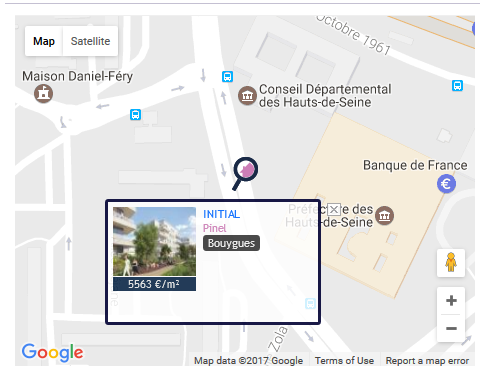 Octobre 1961
Map
Satellite
Maison Daniel-Féry
Conseil Départemental
des Hauts-de-Seine
Banque de France
€
Préfecture des
Hauts-de-Seine
INITIAL
Pinel
Bouygues
5563 €/m²
Zola
+
−
Google
Map data ©2017 Google
Terms of Use
Report a map error